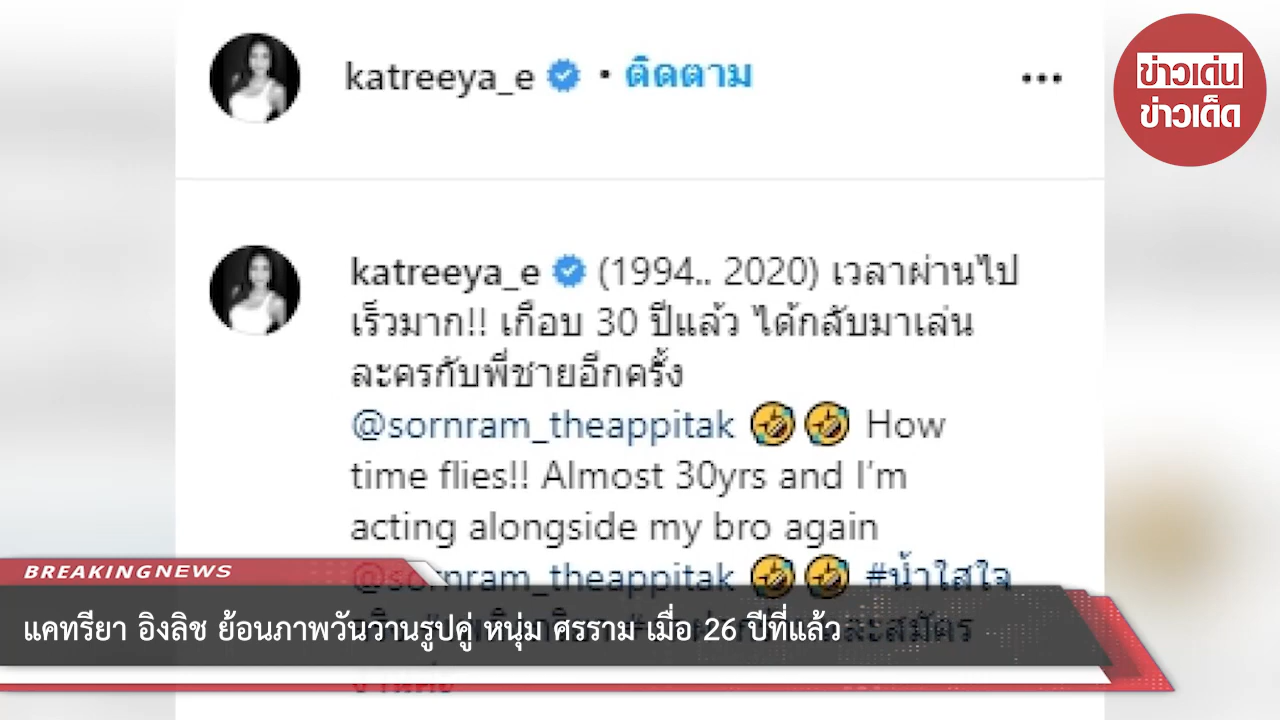 katreeya_e • ติดตาม
ข่าวเด่น
ข่าวเด็ด
katreeya_e (1994.. 2020) เวลาผ่านไป
เร็วมาก!! เกือบ 30 ปีแล้ว ได้กลับมาเล่น
ละครกับพี่ชายอีกครั้ง
@sornram_theappitak 🤣🤣 How
time flies!! Almost 30yrs and I'm
acting alongside my bro again
@sornram_theappitak 🤣🤣 #น้ำใสใจ
BREAKINGNEWS
แคทรียา อิงลิช ย้อนภาพวันวานรูปคู่ หนุ่ม ศรราม เมื่อ 26 ปีที่แล้ว